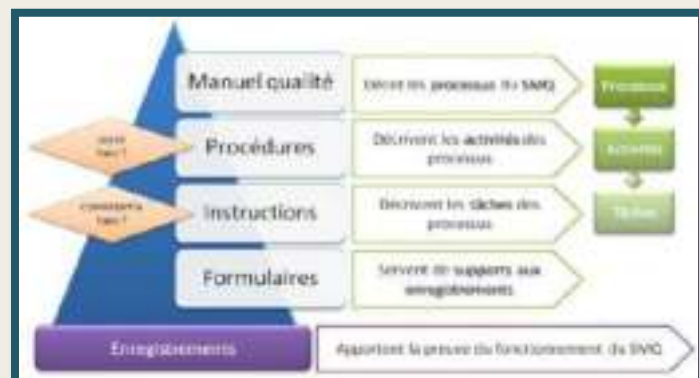 Manuel qualité
Décrit les processus du SMQ
Processus
Procédures
Décrivent les activités des
processus
Activités
Instructions
Décrivent les tâches des
processus
Tâches
Formulaires
Servent de supports aux
enregistrements
Enregistrements
Apportent la preuve du fonctionnement du SMQ